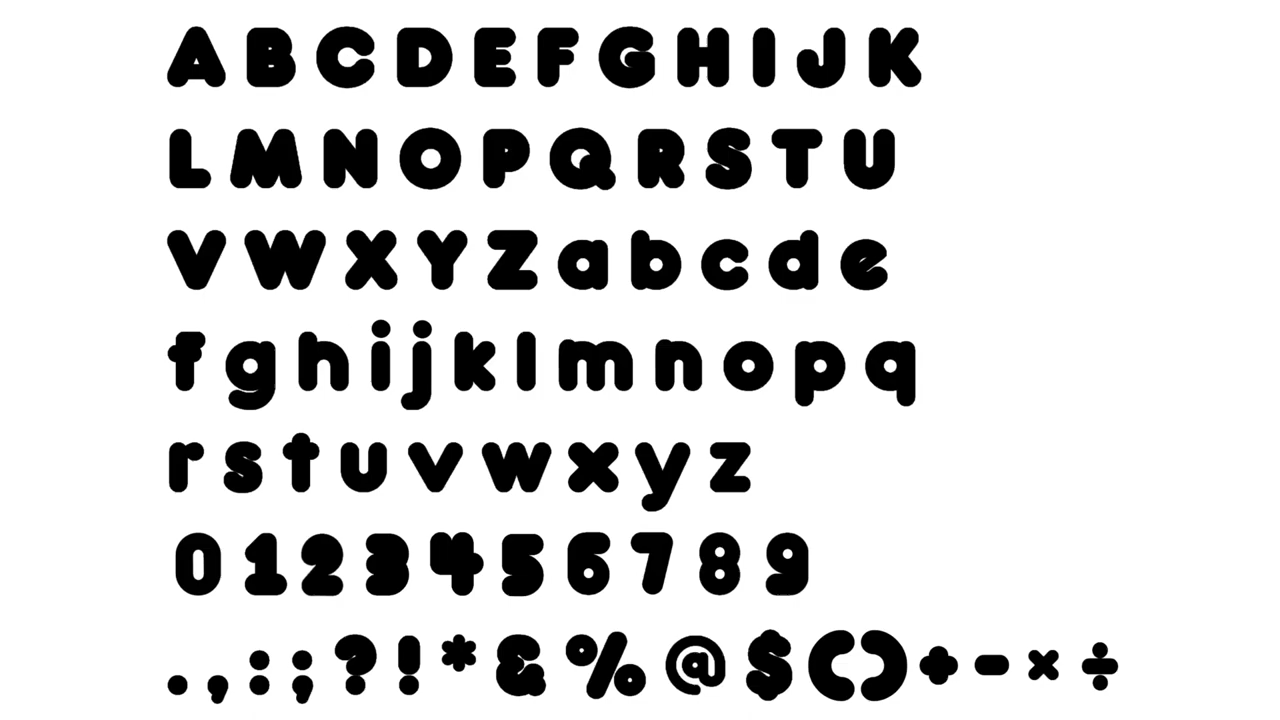 ABCDEFGHIJK
LMNOPQRSTU
VWXYZabcde
fghijklmnopq
rstuvwxyz
0123456789
.,:;?!*&%@$()+-×÷